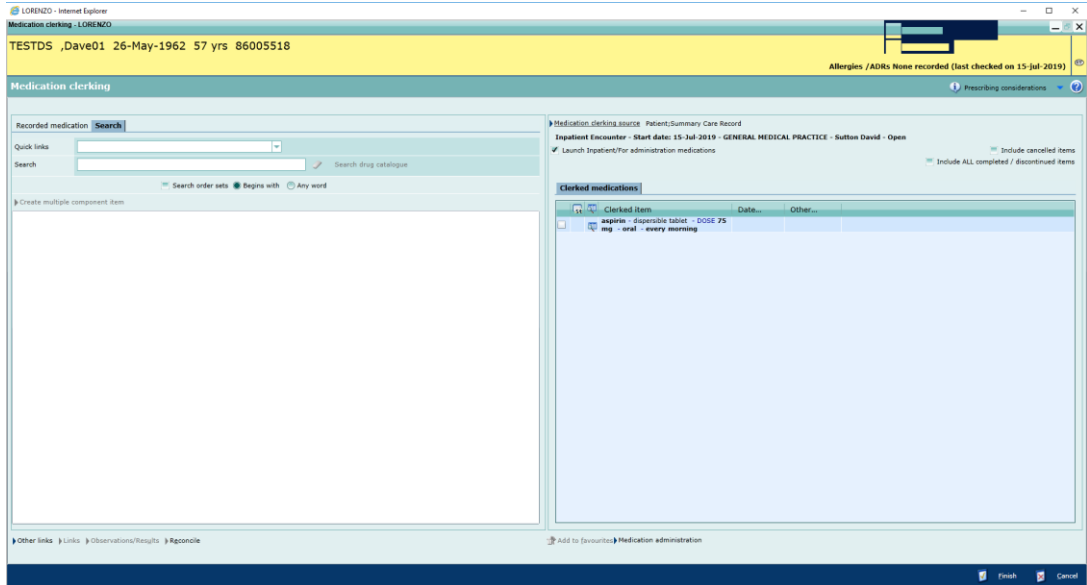 LORENZO - Internet Explorer
Medication clerking - LORENZO
TESTDS ,Dave01 26-May-1962 57 yrs 86005518
Allergies /ADRs None recorded (last checked on 15-jul-2019)
Medication clerking
Prescribing considerations
Recorded medication Search
Quick links
Search Search drug catalogue
Search order sets Begins with Any word
Create multiple component item
Medication clerking source Patient;Summary Care Record
Inpatient Encounter - Start date: 15-Jul-2019 - GENERAL MEDICAL PRACTICE - Sutton David - Open
Launch Inpatient/For administration medications
Include cancelled items
Include ALL completed / discontinued items
Clerked medications
Clerked item Date... Other...
aspirin - dispersible tablet - DOSE 75
mg - oral - every morning
Other links Links Observations/Results Reconcile
Add to favourites Medication administration
Finish Cancel